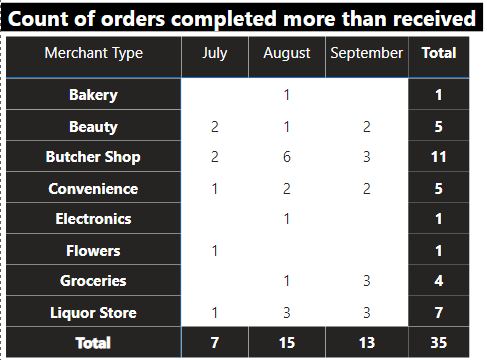 Count of orders completed more than received
Merchant Type July August September Total
Bakery 1 1
Beauty 2 1 2 5
Butcher Shop 2 6 3 11
Convenience 1 2 2 5
Electronics 1 1
Flowers 1 1
Groceries 1 3 4
Liquor Store 1 3 3 7
Total 7 15 13 35